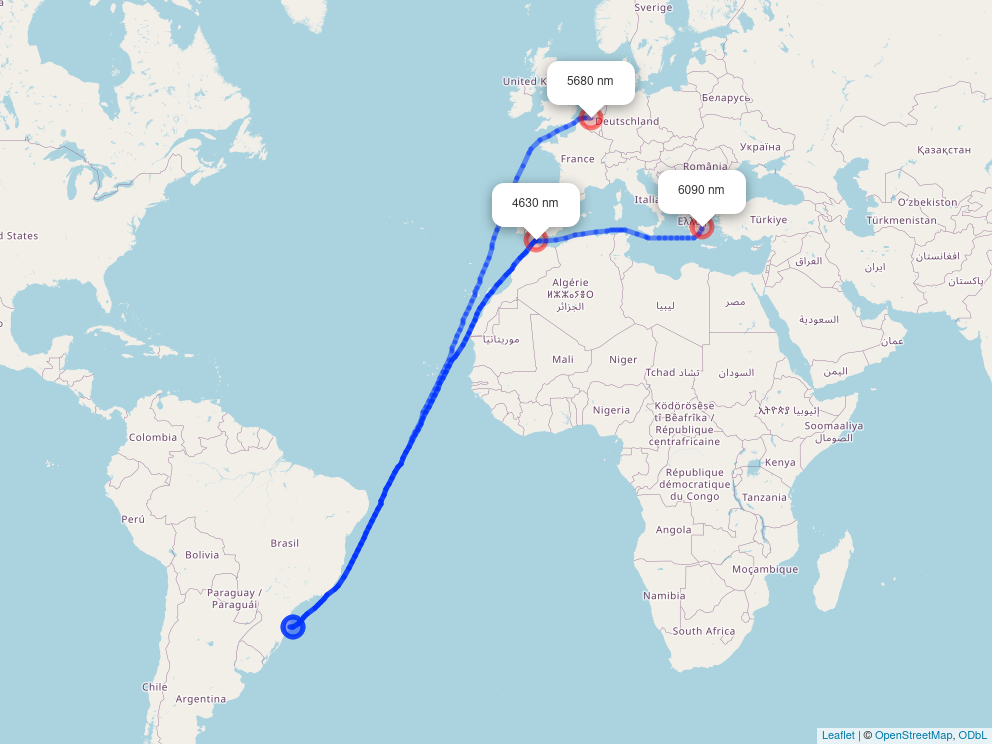 Sverige
United K
5680 nm
Беларусь
Deutschland
Україна
France
Қазақстан
România
4630 nm
Italia
6090 nm
Türkiye
O‘zbekiston
Türkmenistan
d States
افغانستان
ایران
العراق
پاکستان
Algérie
ⵍⵣⵣⴰⵢⴻⵔ
الجزائر
ليبيا
مصر
السعودية
موريتانيا
عمان
Mali
Niger
Tchad تشاد
السودان
اليمن
Nigeria
Ködörösêse
tî Bêafrîka /
République
centrafricaine
ኢትዮጵያ إثيوبيا
Soomaaliya
الصومال
Colombia
Kenya
République
démocratique
du Congo
Tanzania
Perú
Angola
Brasil
Bolivia
Moçambique
Paraguay /
Paraguái
Namibia
South Africa
Chile
Argentina
Leaflet | © OpenStreetMap, ODbL